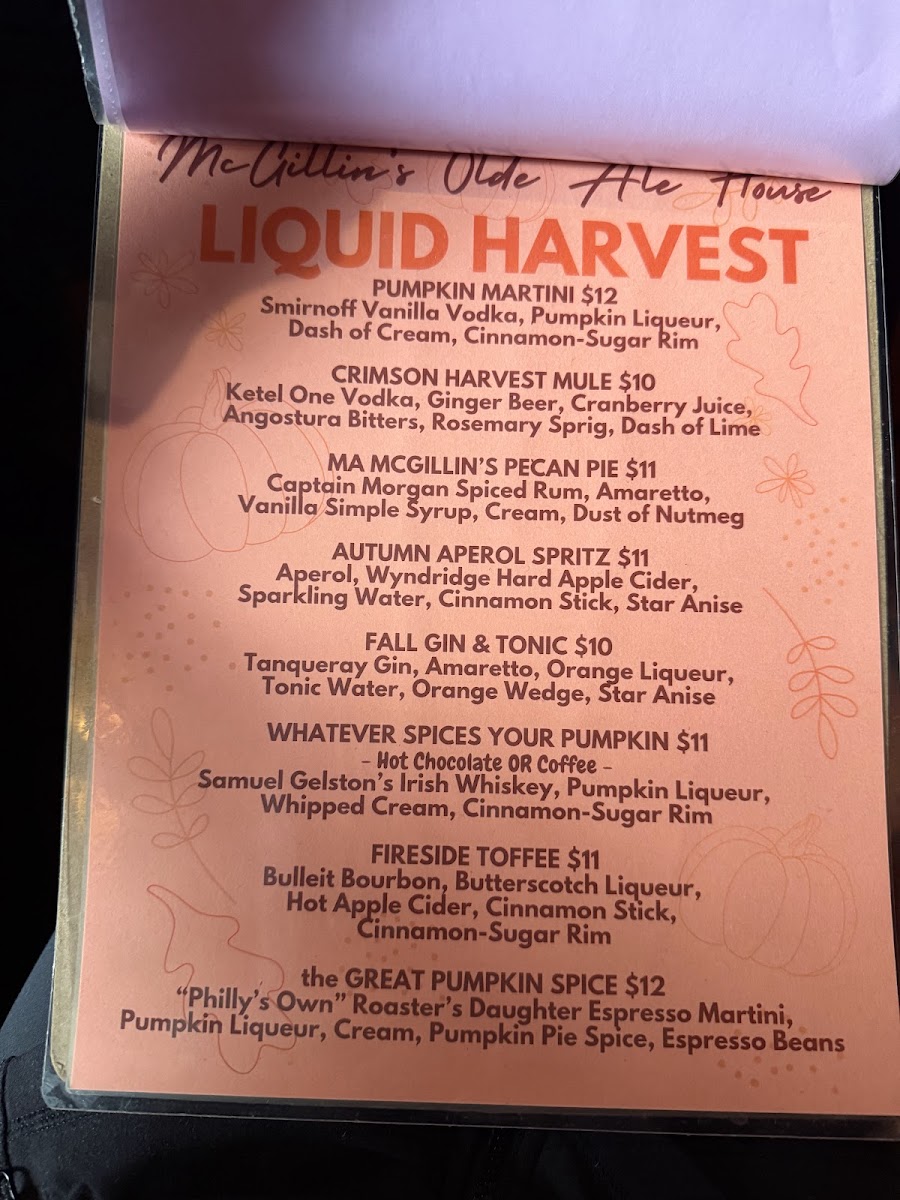 McGillin's Olde Ale House
LIQUID HARVEST
PUMPKIN MARTINI $12
Smirnoff Vanilla Vodka, Pumpkin Liqueur,
Dash of Cream, Cinnamon-Sugar Rim
CRIMSON HARVEST MULE $10
Ketel One Vodka, Ginger Beer, Cranberry Juice,
Angostura Bitters, Rosemary Sprig, Dash of Lime
MA MCGILLIN'S PECAN PIE $11
Captain Morgan Spiced Rum, Amaretto,
Vanilla Simple Syrup, Cream, Dust of Nutmeg
AUTUMN APEROL SPRITZ $11
Aperol, Wyndridge Hard Apple Cider,
Sparkling Water, Cinnamon Stick, Star Anise
FALL GIN & TONIC $10
Tanqueray Gin, Amaretto, Orange Liqueur,
Tonic Water, Orange Wedge, Star Anise
WHATEVER SPICES YOUR PUMPKIN $11
- Hot Chocolate OR Coffee -
Samuel Gelston's Irish Whiskey, Pumpkin Liqueur,
Whipped Cream, Cinnamon-Sugar Rim
FIRESIDE TOFFEE $11
Bulleit Bourbon, Butterscotch Liqueur,
Hot Apple Cider, Cinnamon Stick,
Cinnamon-Sugar Rim
the GREAT PUMPKIN SPICE $12
"Philly's Own" Roaster's Daughter Espresso Martini,
Pumpkin Liqueur, Cream, Pumpkin Pie Spice, Espresso Beans